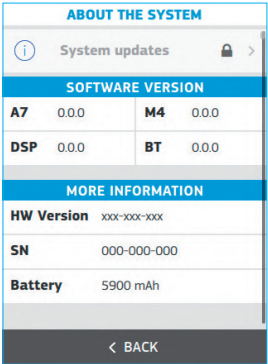 ABOUT THE SYSTEM
System updates
SOFTWARE VERSION
A7 0.0.0 M4 0.0.0
DSP 0.0.0 BT 0.0.0
MORE INFORMATION
HW Version xxx-xxx-xxx
SN 000-000-000
Battery 5900 mAh
< BACK